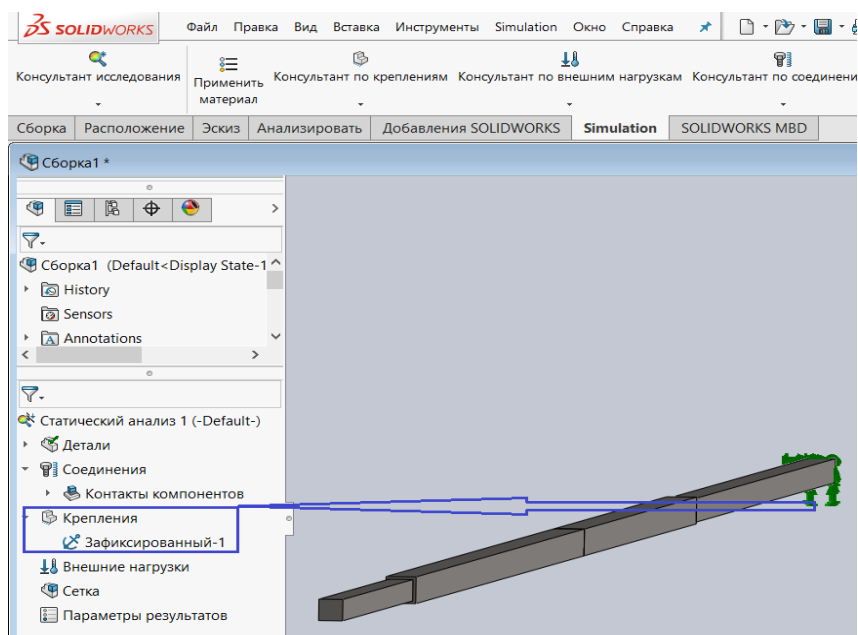 SOLIDWORKS Файл Правка Вид Вставка Инструменты Simulation Окно Справка
Консультант исследования Применить материал Консультант по креплениям Консультант по внешним нагрузкам Консультант по соединени
Сборка Расположение Эскиз Анализировать Добавления SOLIDWORKS Simulation SOLIDWORKS MBD
Сборка1 *
Сборка1 (Default<Display State-1
History
Sensors
Annotations
Статический анализ 1 (-Default-)
Детали
Соединения
Контакты компонентов
Крепления
Зафиксированный-1
Внешние нагрузки
Сетка
Параметры результатов